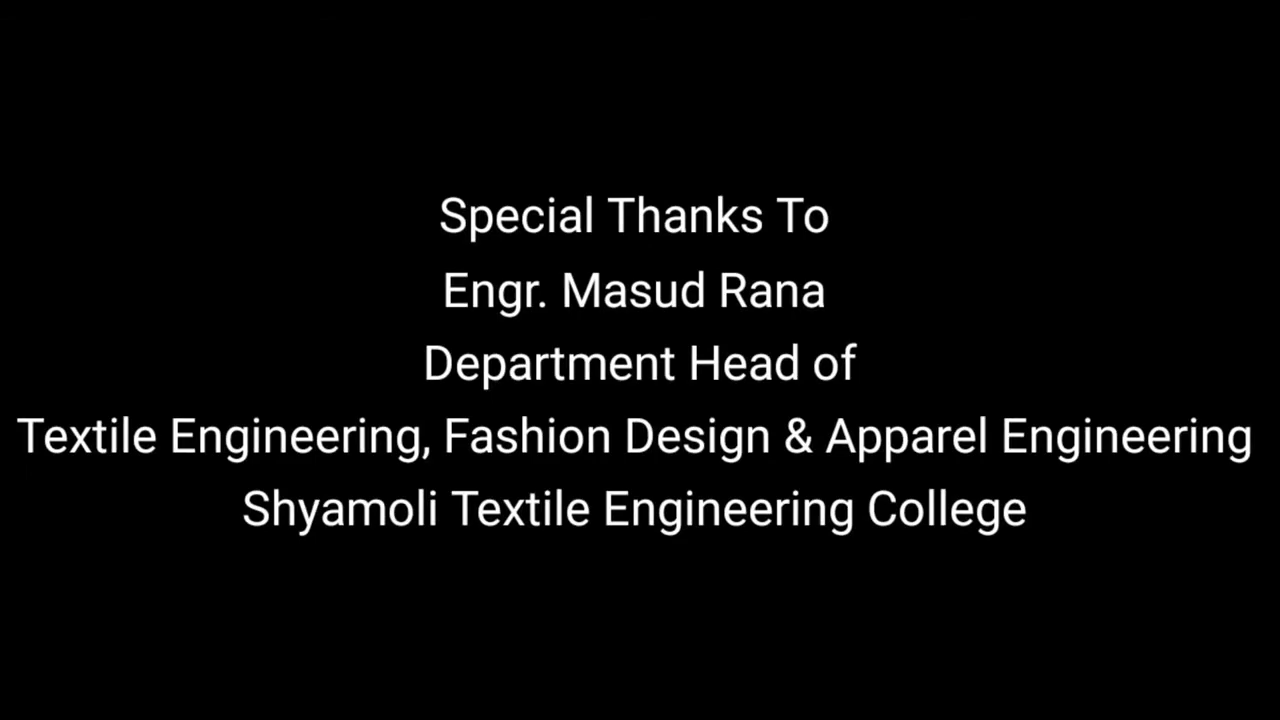 Special Thanks To
Engr. Masud Rana
Department Head of
Textile Engineering, Fashion Design & Apparel Engineering
Shyamoli Textile Engineering College